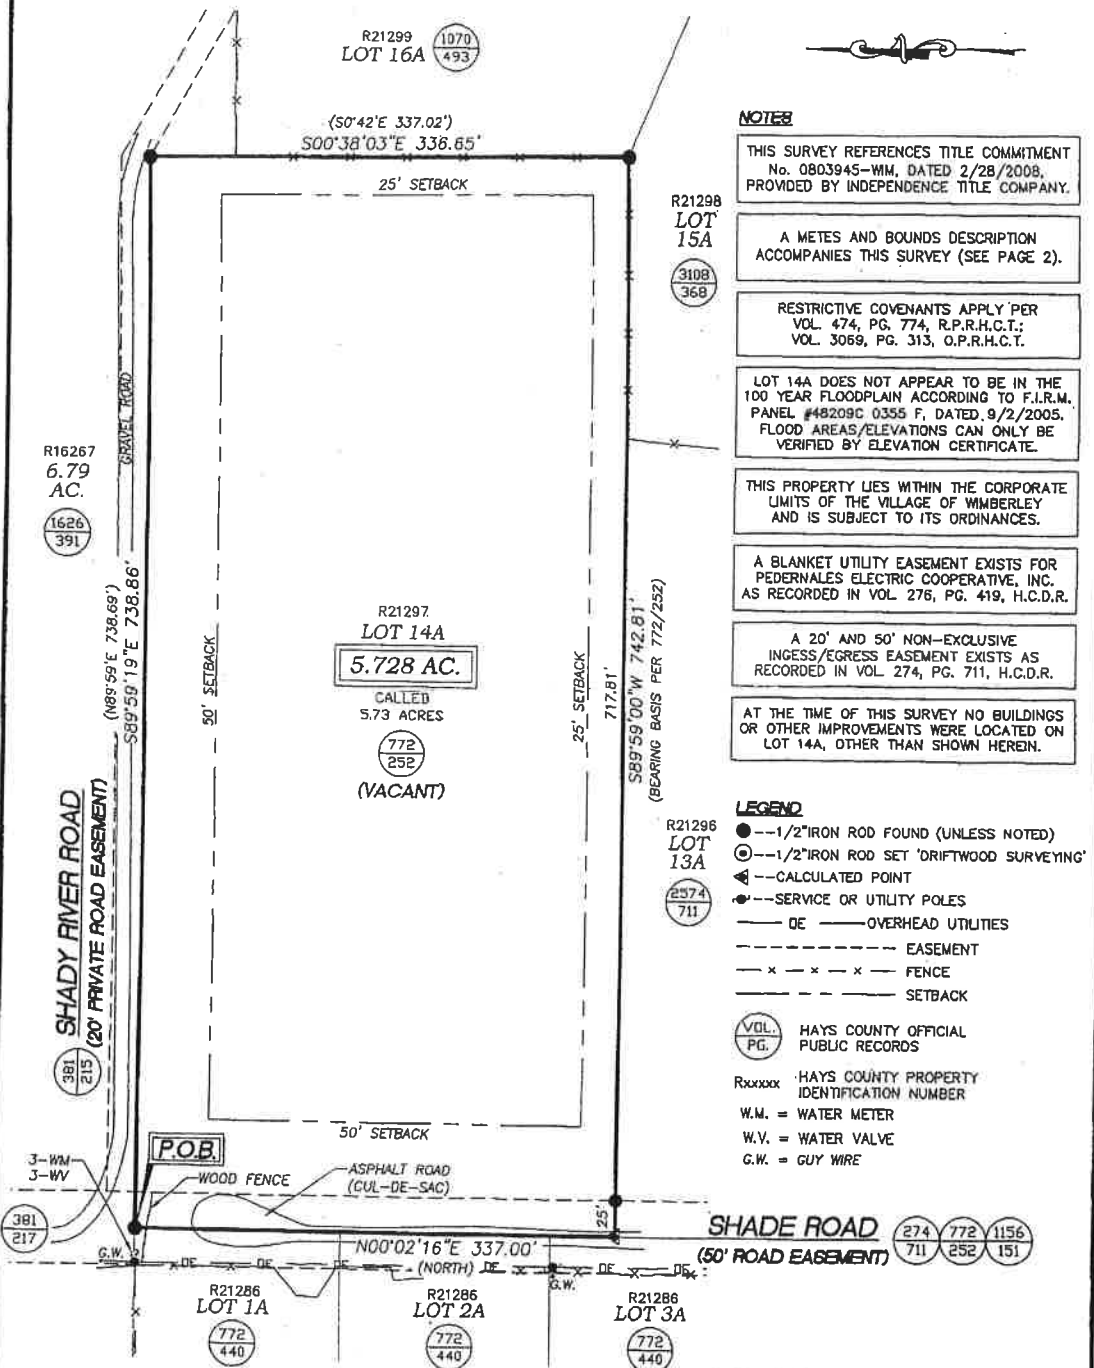 R21299
LOT 16A
1070
493
(S0°42'E 337.02')
S00°38'03"E 336.65'
25' SETBACK
R21298
LOT
15A
3108
368
GRAVEL ROAD
R16267
6.79
AC.
1626
391
(N89°59'E 738.69')
S89°59'19"E 738.86'
50' SETBACK
R21297
LOT 14A
5.728 AC.
CALLED
5.73 ACRES
772
252
(VACANT)
25' SETBACK
717.81'
S89°59'00"W 742.81'
(BEARING BASIS PER 772/252)
R21296
LOT
13A
2574
711
SHADY RIVER ROAD
(20' PRIVATE ROAD EASEMENT)
381
215
50' SETBACK
P.O.B.
3-WM
3-WV
WOOD FENCE
ASPHALT ROAD
(CUL-DE-SAC)
25'
381
217
N00°02'16"E 337.00'
(NORTH)
SHADE ROAD
(50' ROAD EASEMENT)
274
711
772
252
1156
151
G.W.
OE
OE
OE
OE
OE
OE
G.W.
R21286
LOT 1A
772
440
R21286
LOT 2A
772
440
R21286
LOT 3A
772
440
NOTES
THIS SURVEY REFERENCES TITLE COMMITMENT
No. 0803945-WIM, DATED 2/28/2008,
PROVIDED BY INDEPENDENCE TITLE COMPANY.
A METES AND BOUNDS DESCRIPTION
ACCOMPANIES THIS SURVEY (SEE PAGE 2).
RESTRICTIVE COVENANTS APPLY PER
VOL. 474, PG. 774, R.P.R.H.C.T.;
VOL. 3069, PG. 313, O.P.R.H.C.T.
LOT 14A DOES NOT APPEAR TO BE IN THE
100 YEAR FLOODPLAIN ACCORDING TO F.I.R.M.
PANEL #48209C 0355 F, DATED 9/2/2005.
FLOOD AREAS/ELEVATIONS CAN ONLY BE
VERIFIED BY ELEVATION CERTIFICATE.
THIS PROPERTY LIES WITHIN THE CORPORATE
LIMITS OF THE VILLAGE OF WIMBERLEY
AND IS SUBJECT TO ITS ORDINANCES.
A BLANKET UTILITY EASEMENT EXISTS FOR
PEDERNALES ELECTRIC COOPERATIVE, INC.
AS RECORDED IN VOL 276, PG. 419, H.C.D.R.
A 20' AND 50' NON-EXCLUSIVE
INGESS/EGRESS EASEMENT EXISTS AS
RECORDED IN VOL. 274, PG. 711, H.C.D.R.
AT THE TIME OF THIS SURVEY NO BUILDINGS
OR OTHER IMPROVEMENTS WERE LOCATED ON
LOT 14A, OTHER THAN SHOWN HEREIN.
LEGEND
--1/2"IRON ROD FOUND (UNLESS NOTED)
--1/2"IRON ROD SET 'DRIFTWOOD SURVEYING'
--CALCULATED POINT
--SERVICE OR UTILITY POLES
OE OVERHEAD UTILITIES
EASEMENT
FENCE
SETBACK
VOL.
PG.
HAYS COUNTY OFFICIAL
PUBLIC RECORDS
Rxxxxx HAYS COUNTY PROPERTY
IDENTIFICATION NUMBER
W.M. = WATER METER
W.V. = WATER VALVE
G.W. = GUY WIRE